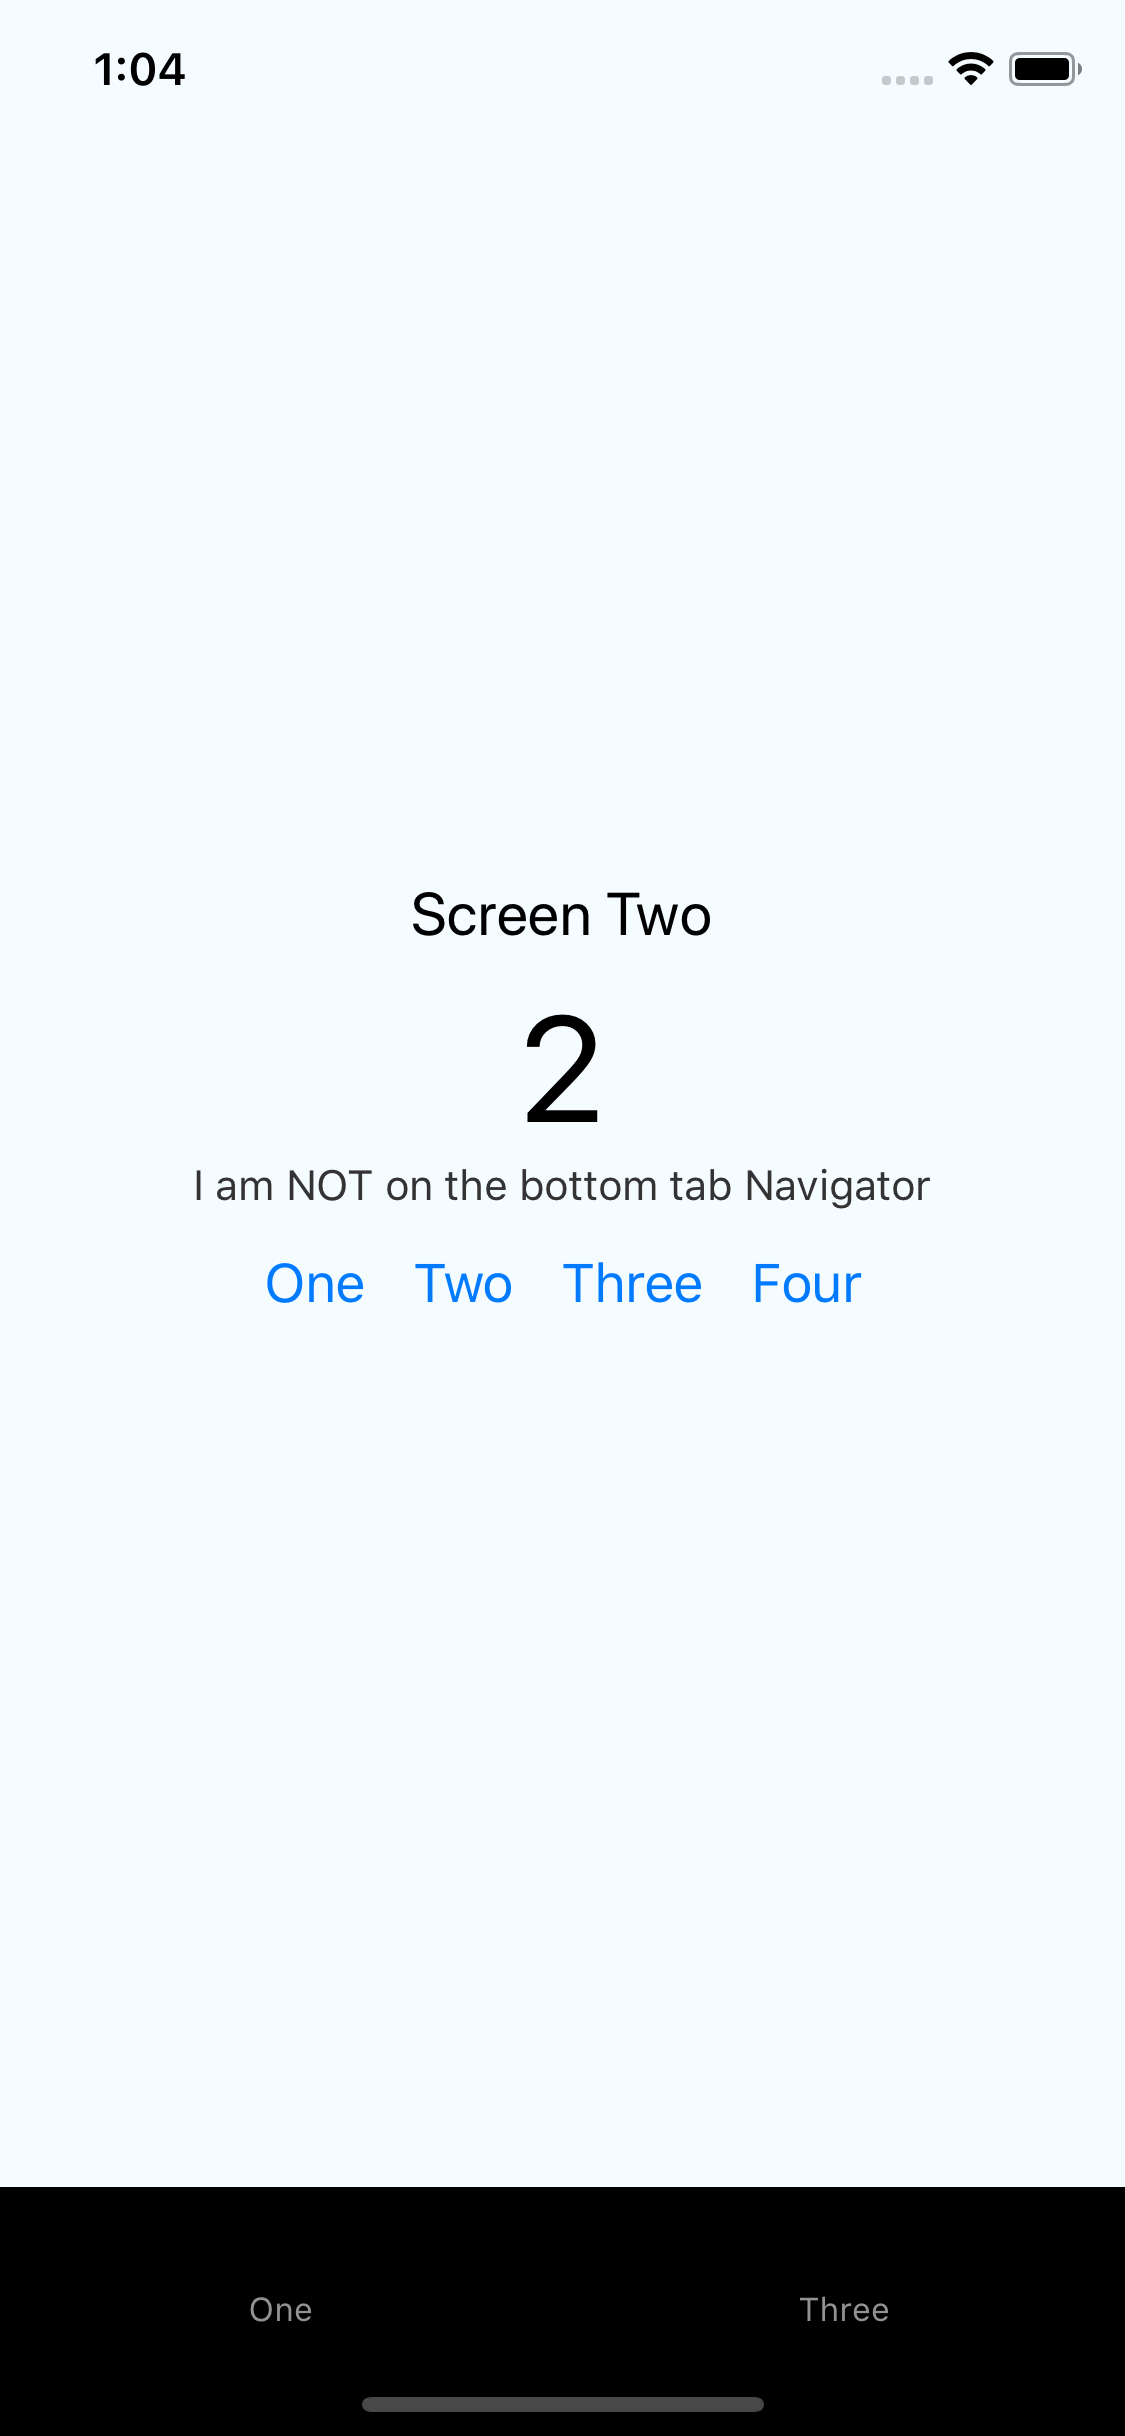 1:04
Screen Two
2
I am NOT on the bottom tab Navigator
One Two Three Four
One Three